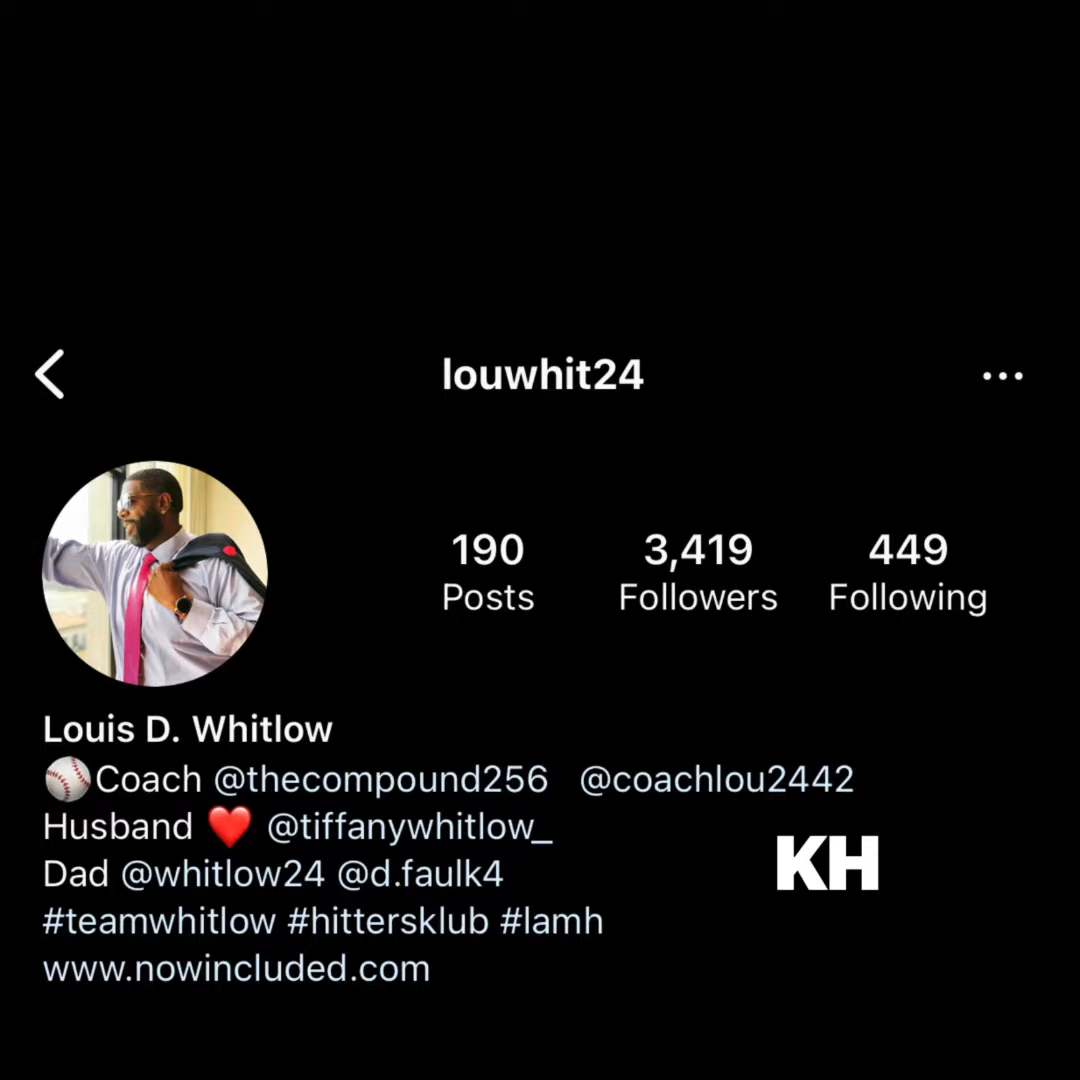 louwhit24
190 3,419 449
Posts Followers Following
Louis D. Whitlow
⚾Coach @thecompound256 @coachlou2442
Husband ❤️ @tiffanywhitlow_
Dad @whitlow24 @d.faulk4
KH
#teamwhitlow #hittersklub #lamh
www.nowincluded.com